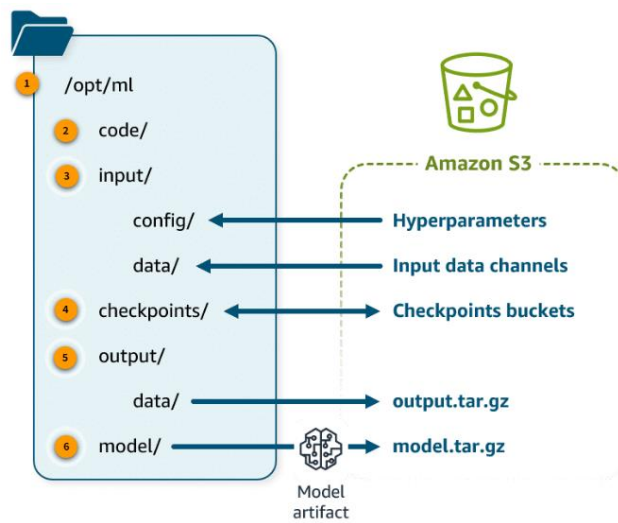 1 /opt/ml
2 code/
Amazon S3
3 input/
config/ Hyperparameters
data/ Input data channels
4 checkpoints/ Checkpoints buckets
5 output/
data/ output.tar.gz
6 model/ model.tar.gz
Model
artifact